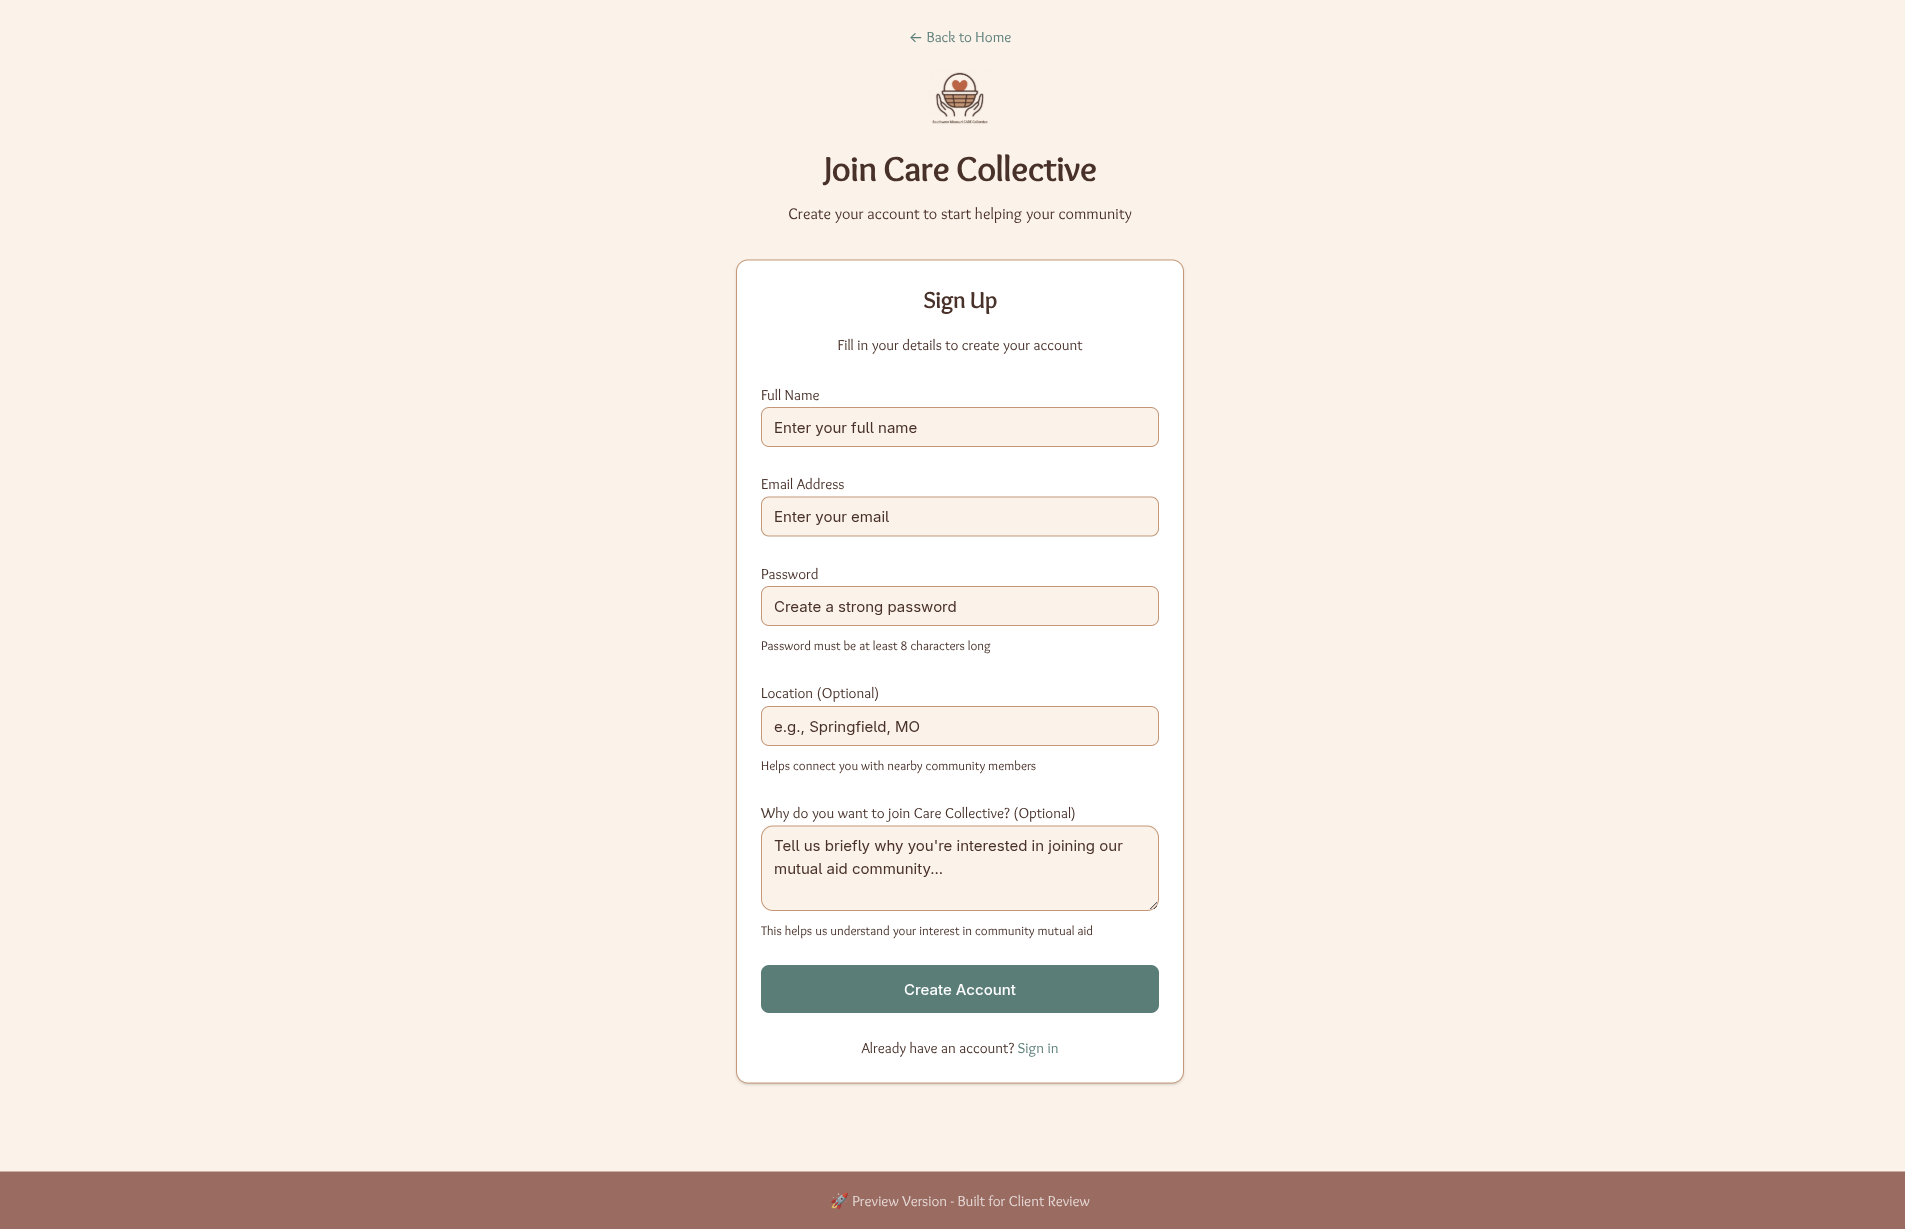 ← Back to Home
Join Care Collective
Create your account to start helping your community
Sign Up
Fill in your details to create your account
Full Name
Enter your full name
Email Address
Enter your email
Password
Create a strong password
Password must be at least 8 characters long
Location (Optional)
e.g., Springfield, MO
Helps connect you with nearby community members
Why do you want to join Care Collective? (Optional)
Tell us briefly why you're interested in joining our
mutual aid community...
This helps us understand your interest in community mutual aid
Create Account
Already have an account? Sign in
🚀 Preview Version - Built for Client Review